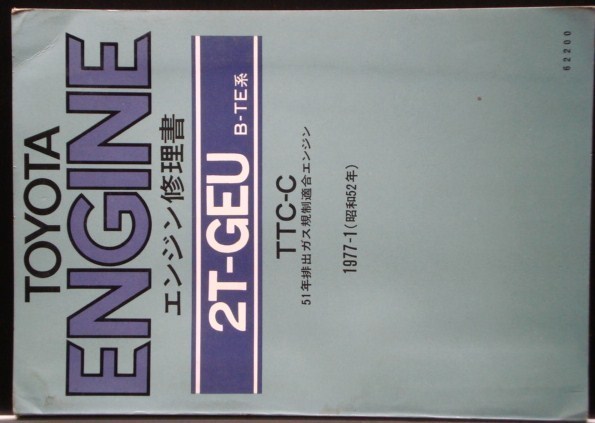 TOYOTA
ENGINE
エンジン修理書
2T-GEU B-TE系
TTC-C
51年排出ガス規制適合エンジン
1977-1(昭和52年)
62200